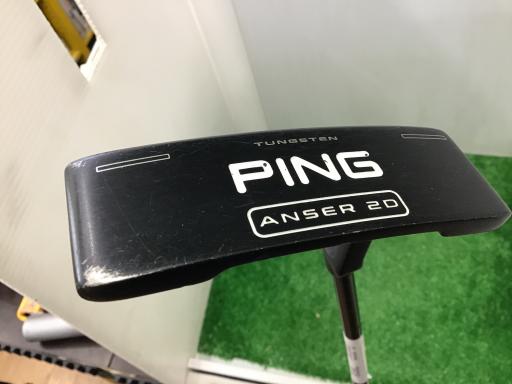 TUNGSTEN
PING
ANSER 2D